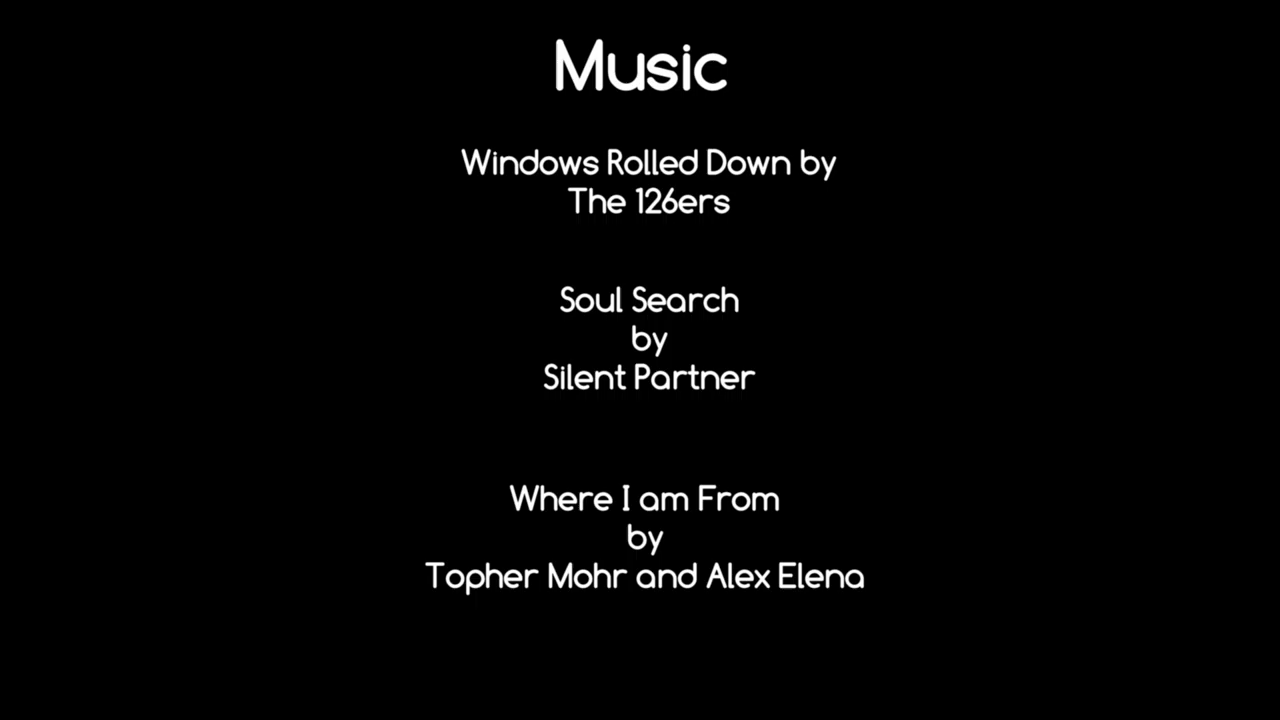 Music
Windows Rolled Down by
The 126ers
Soul Search
by
Silent Partner
Where I am From
by
Topher Mohr and Alex Elena